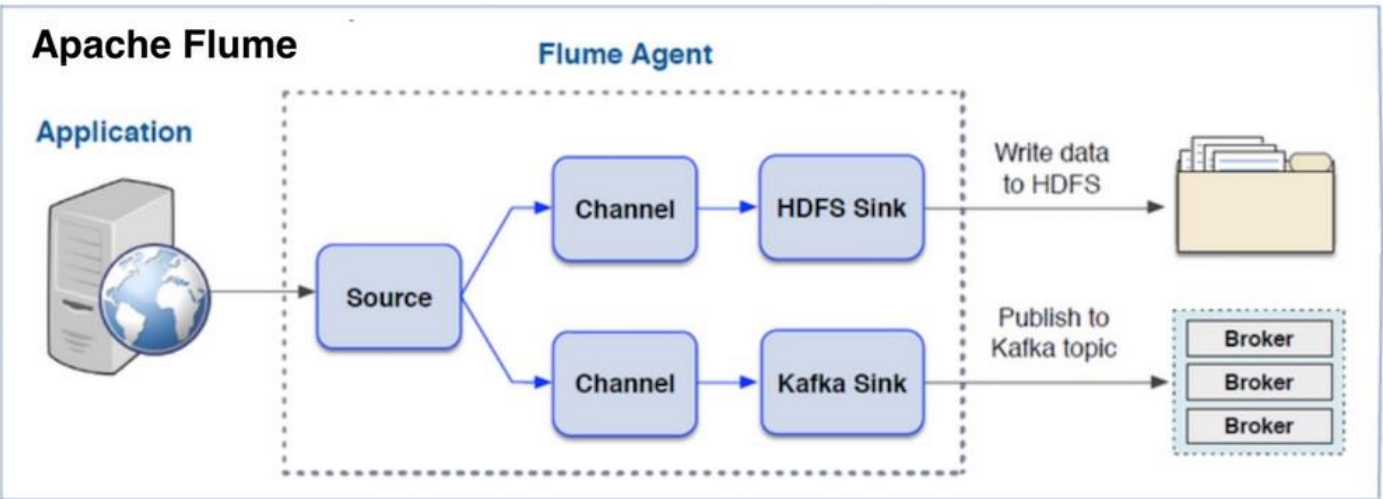 Apache Flume
Flume Agent
Application
Channel
HDFS Sink
Write data
to HDFS
Source
Channel
Kafka Sink
Publish to
Kafka topic
Broker
Broker
Broker